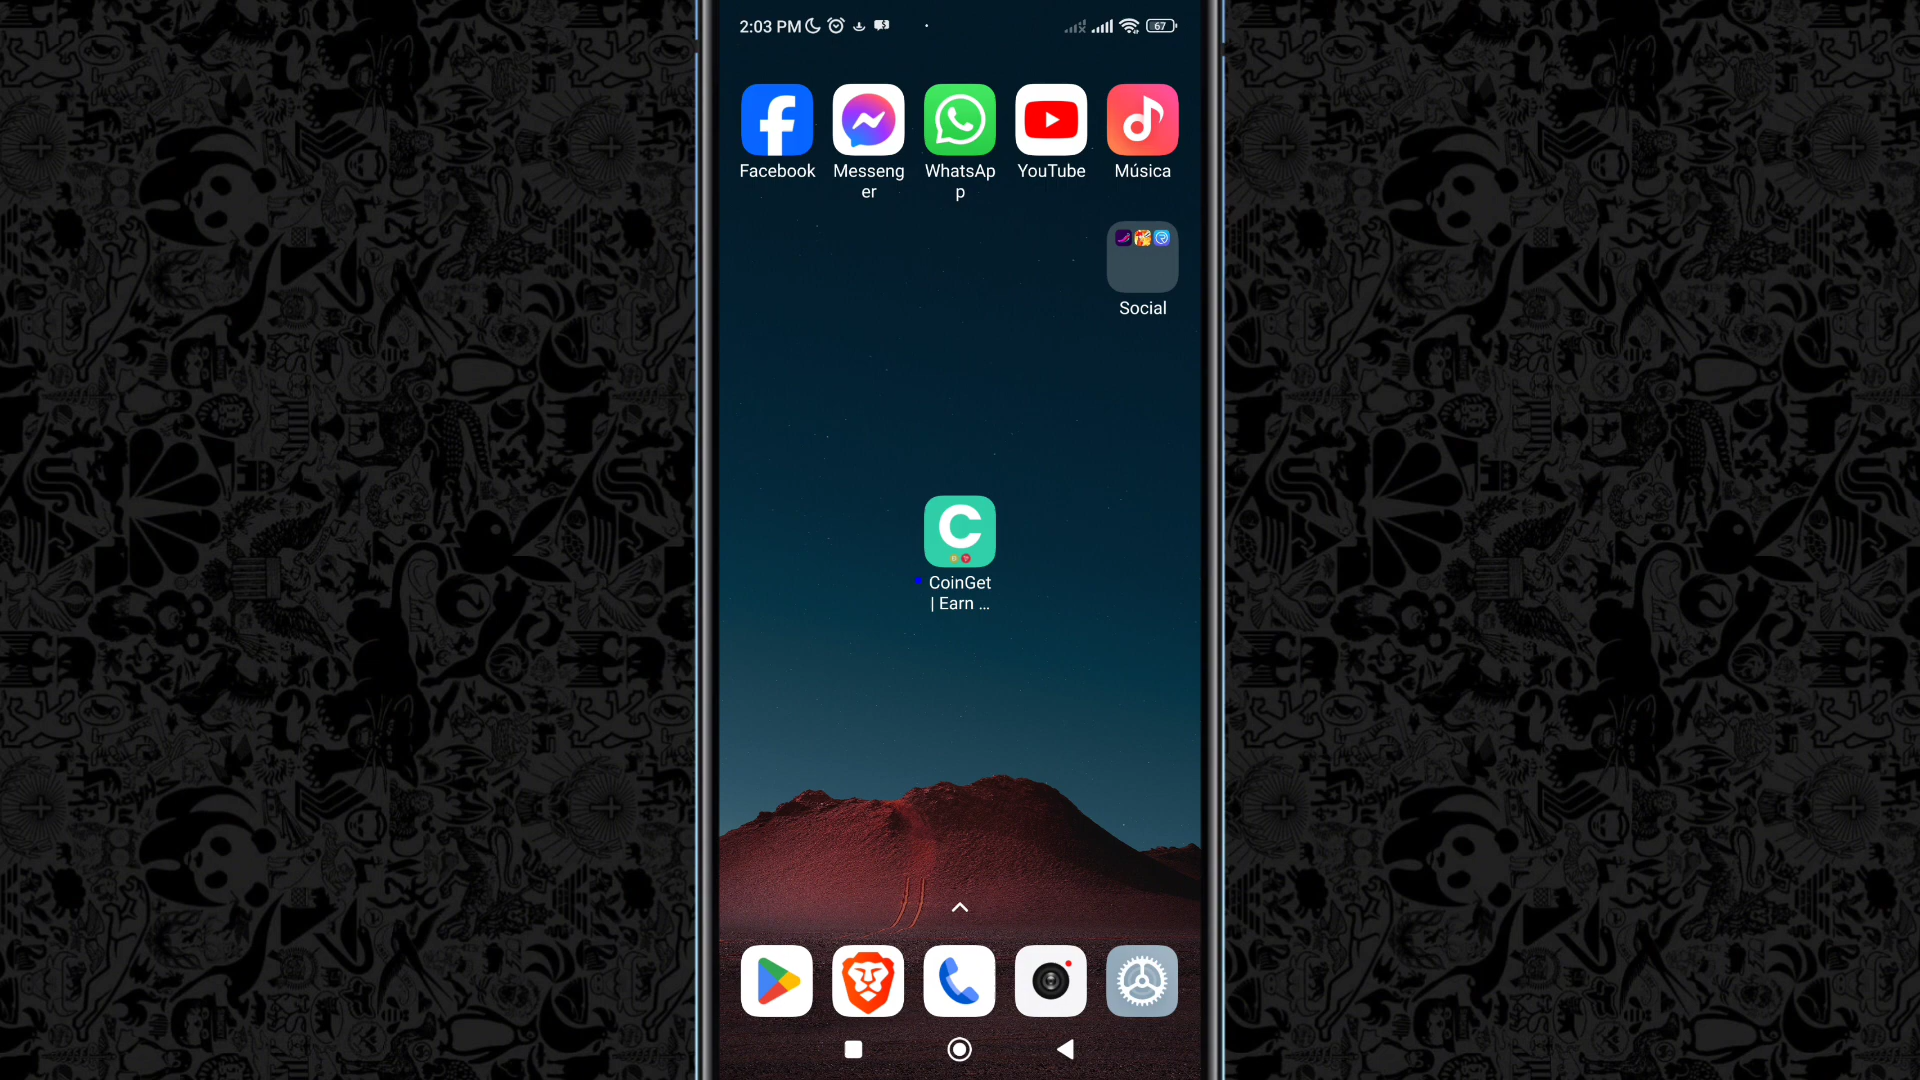 2:03 PM
67
Facebook
Messeng
er
WhatsAp
p
YouTube
Música
Social
C
CoinGet
| Earn ...